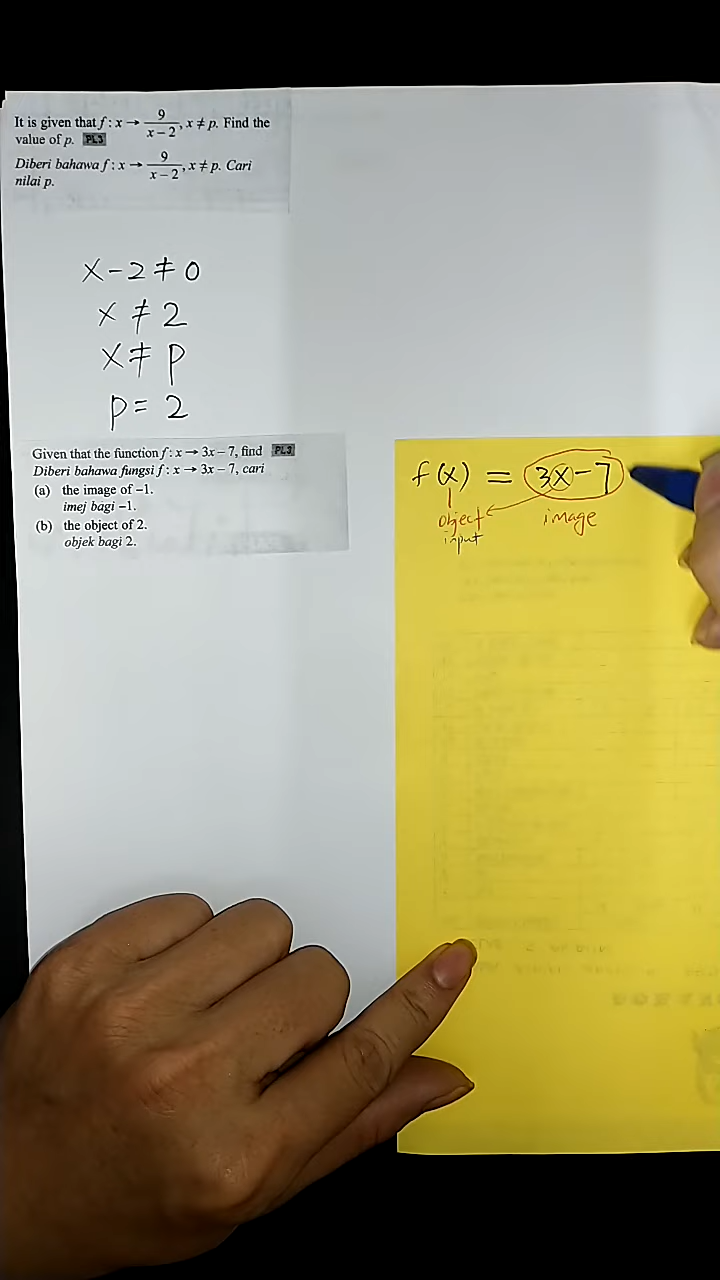 It is given that f : x → 9/(x − 2), x ≠ p. Find the
value of p. PL3
Diberi bahawa f : x → 9/(x − 2), x ≠ p. Cari
nilai p.
x − 2 ≠ 0
x ≠ 2
x ≠ p
p = 2
Given that the function f : x → 3x − 7, find PL3
Diberi bahawa fungsi f : x → 3x − 7, cari
(a) the image of −1.
imej bagi −1.
(b) the object of 2.
objek bagi 2.
f(x) = 3x − 7
object image
input